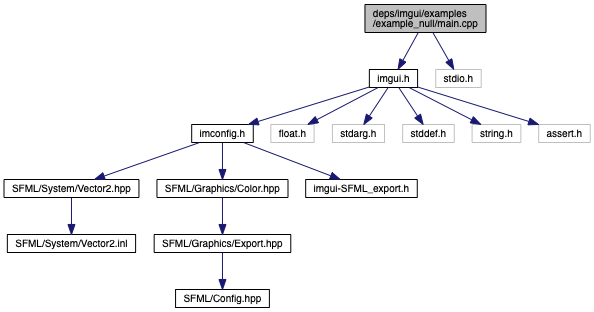 deps/imgui/examples
/example_null/main.cpp
imgui.h
stdio.h
imconfig.h
float.h
stdarg.h
stddef.h
string.h
assert.h
SFML/System/Vector2.hpp
SFML/Graphics/Color.hpp
imgui-SFML_export.h
SFML/System/Vector2.inl
SFML/Graphics/Export.hpp
SFML/Config.hpp